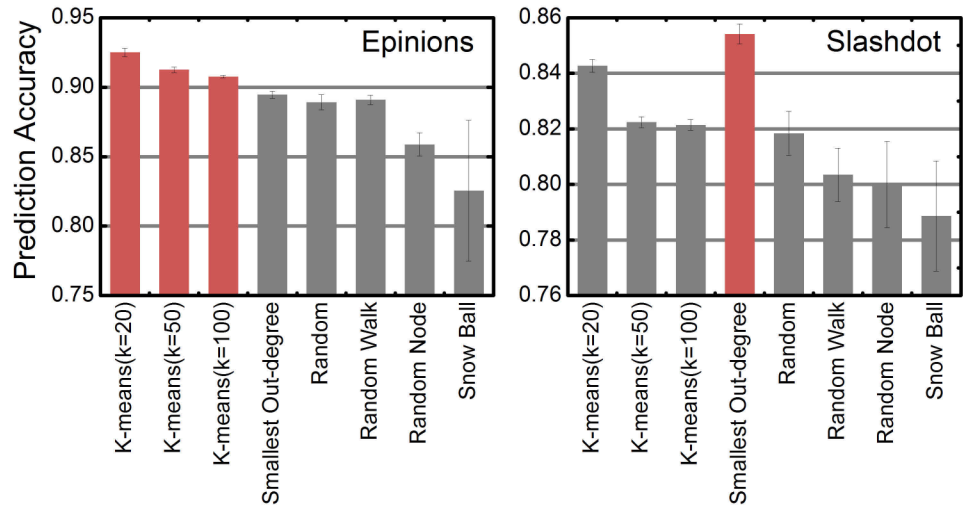 Prediction Accuracy
0.95
0.90
0.85
0.80
0.75
Epinions
K-means(k=20)
K-means(k=50)
K-means(k=100)
Smallest Out-degree
Random
Random Walk
Random Node
Snow Ball
0.86
0.84
0.82
0.80
0.78
0.76
Slashdot
K-means(k=20)
K-means(k=50)
K-means(k=100)
Smallest Out-degree
Random
Random Walk
Random Node
Snow Ball